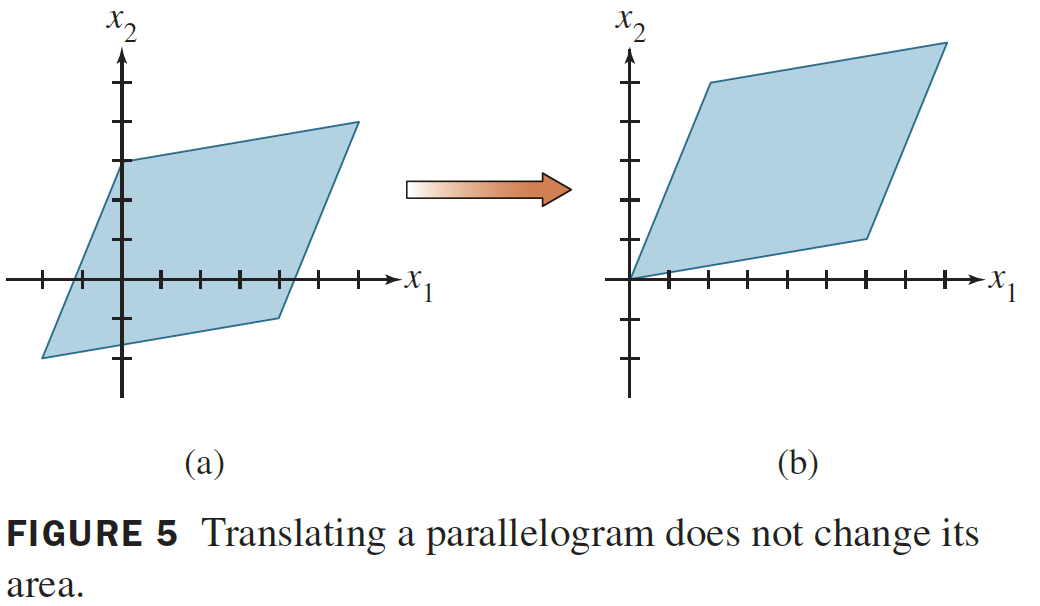 x₂
x₂
x₁
x₁
(a)
(b)
FIGURE 5 Translating a parallelogram does not change its
area.